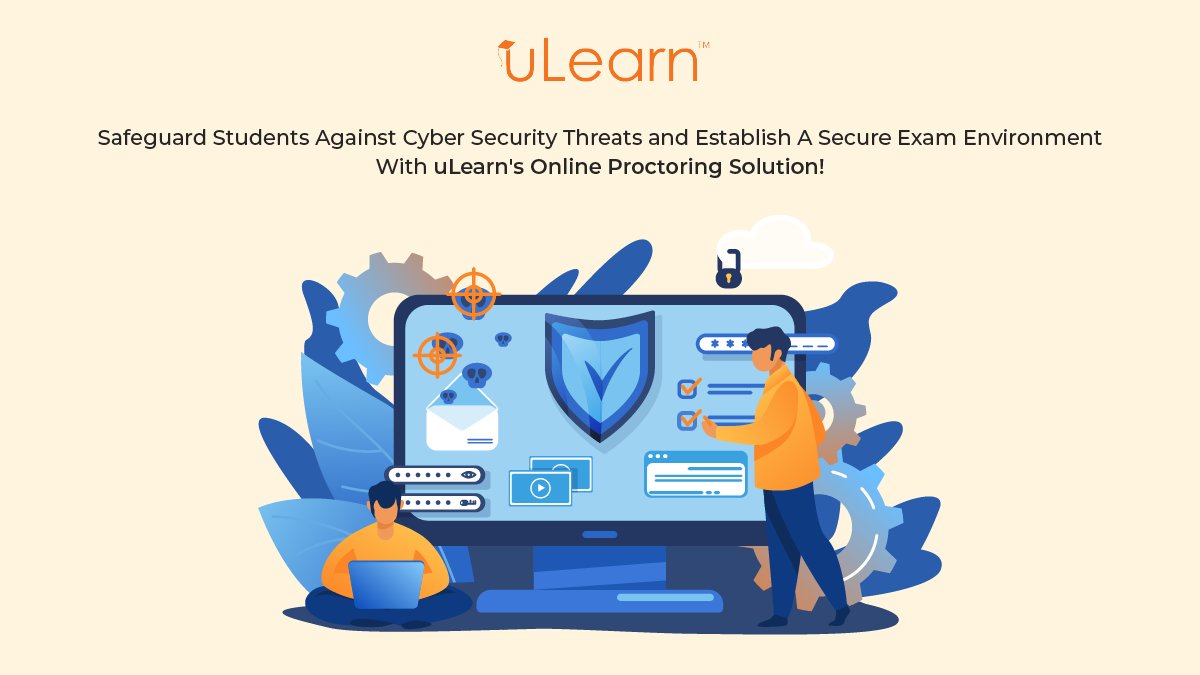 uLearn™
Safeguard Students Against Cyber Security Threats and Establish A Secure Exam Environment
With uLearn's Online Proctoring Solution!